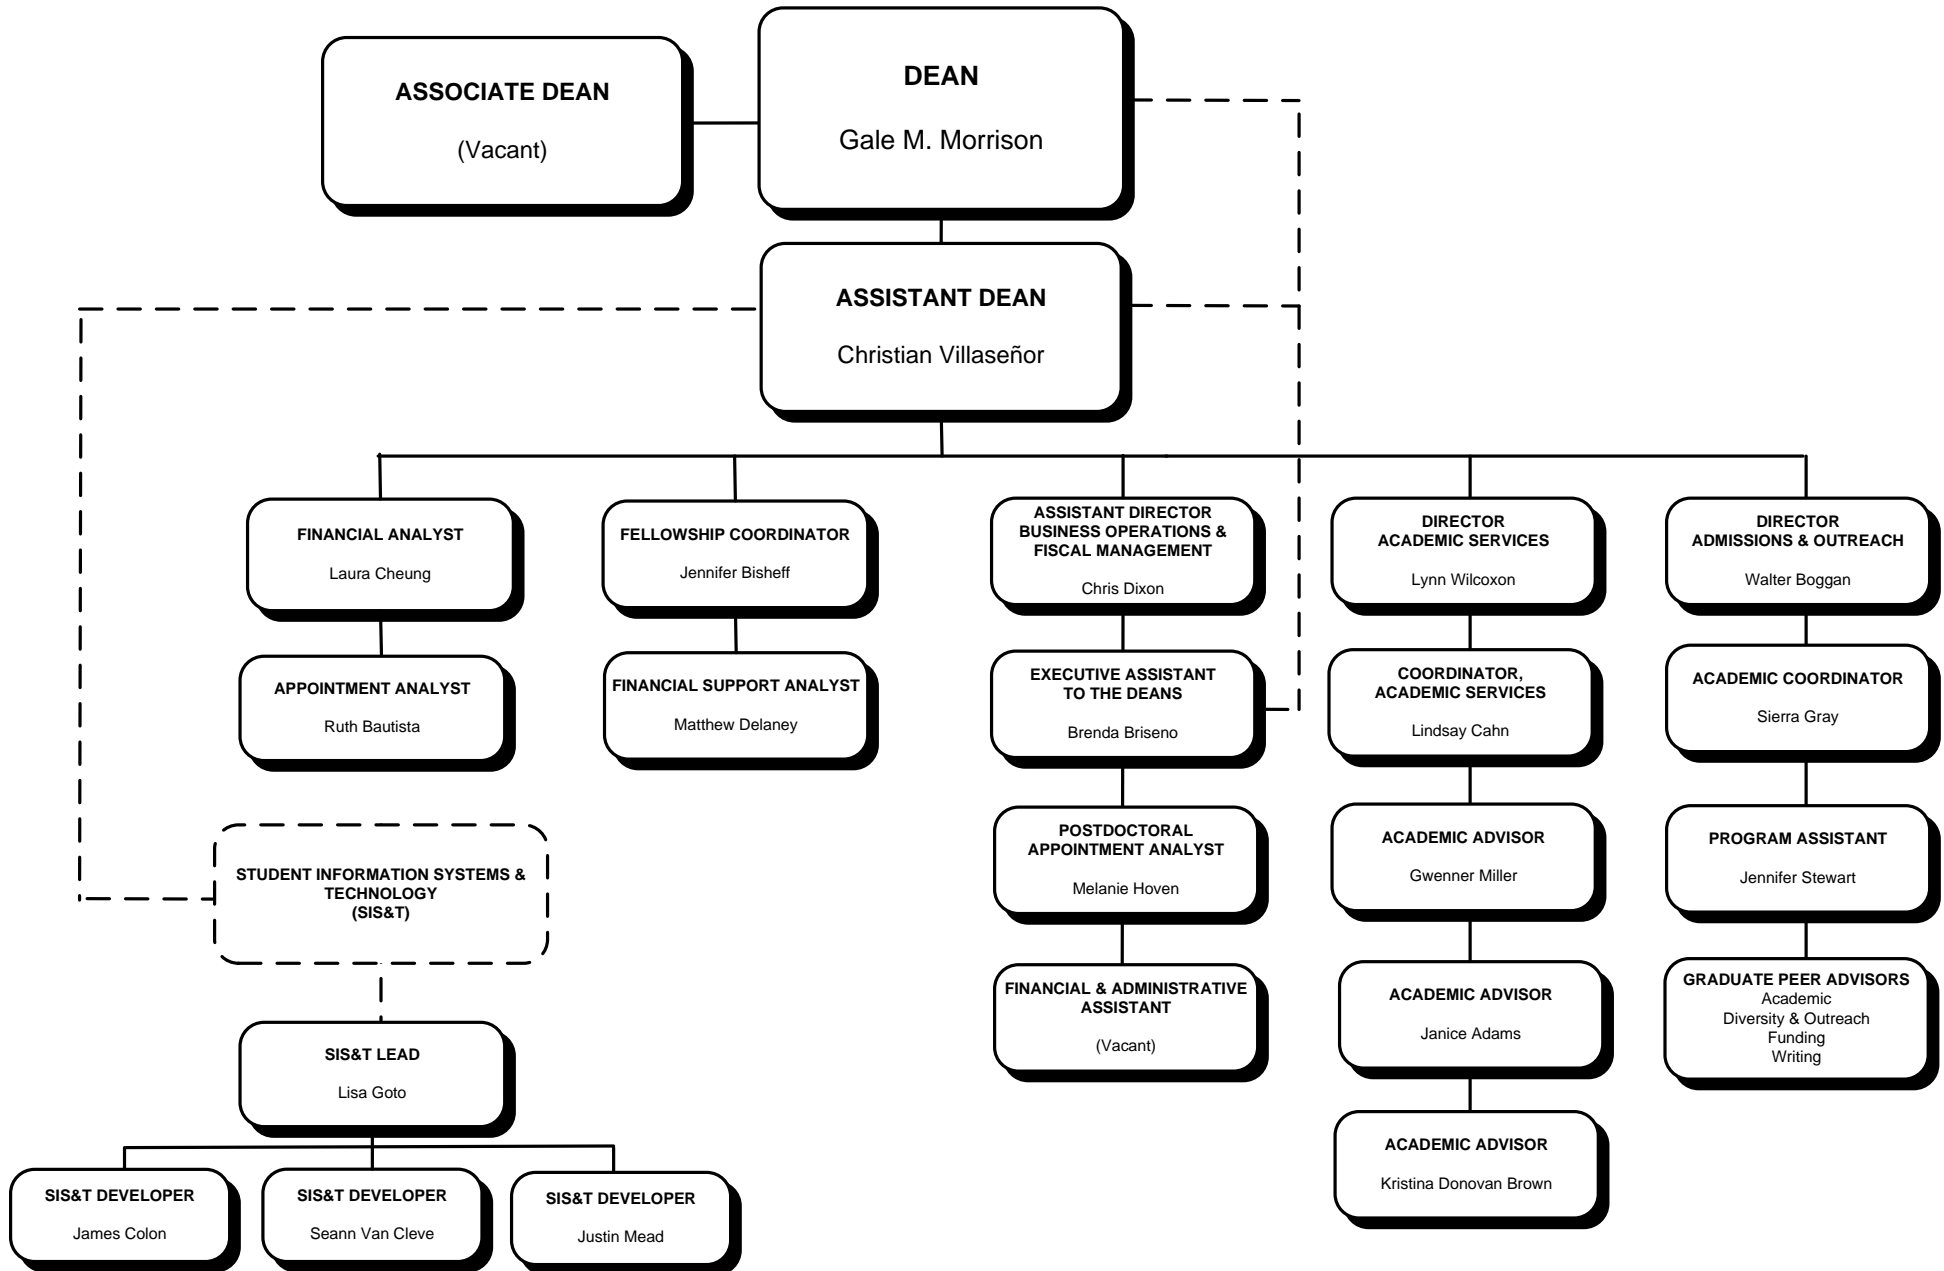 ASSOCIATE DEAN
(Vacant)
DEAN
Gale M. Morrison
ASSISTANT DEAN
Christian Villaseñor
FINANCIAL ANALYST
Laura Cheung
FELLOWSHIP COORDINATOR
Jennifer Bisheff
ASSISTANT DIRECTOR
BUSINESS OPERATIONS &
FISCAL MANAGEMENT
Chris Dixon
DIRECTOR
ACADEMIC SERVICES
Lynn Wilcoxon
DIRECTOR
ADMISSIONS & OUTREACH
Walter Boggan
APPOINTMENT ANALYST
Ruth Bautista
FINANCIAL SUPPORT ANALYST
Matthew Delaney
EXECUTIVE ASSISTANT
TO THE DEANS
Brenda Briseno
COORDINATOR,
ACADEMIC SERVICES
Lindsay Cahn
ACADEMIC COORDINATOR
Sierra Gray
STUDENT INFORMATION SYSTEMS &
TECHNOLOGY
(SIS&T)
POSTDOCTORAL
APPOINTMENT ANALYST
Melanie Hoven
ACADEMIC ADVISOR
Gwenner Miller
PROGRAM ASSISTANT
Jennifer Stewart
FINANCIAL & ADMINISTRATIVE
ASSISTANT
(Vacant)
ACADEMIC ADVISOR
Janice Adams
GRADUATE PEER ADVISORS
Academic
Diversity & Outreach
Funding
Writing
SIS&T LEAD
Lisa Goto
ACADEMIC ADVISOR
Kristina Donovan Brown
SIS&T DEVELOPER
James Colon
SIS&T DEVELOPER
Seann Van Cleve
SIS&T DEVELOPER
Justin Mead